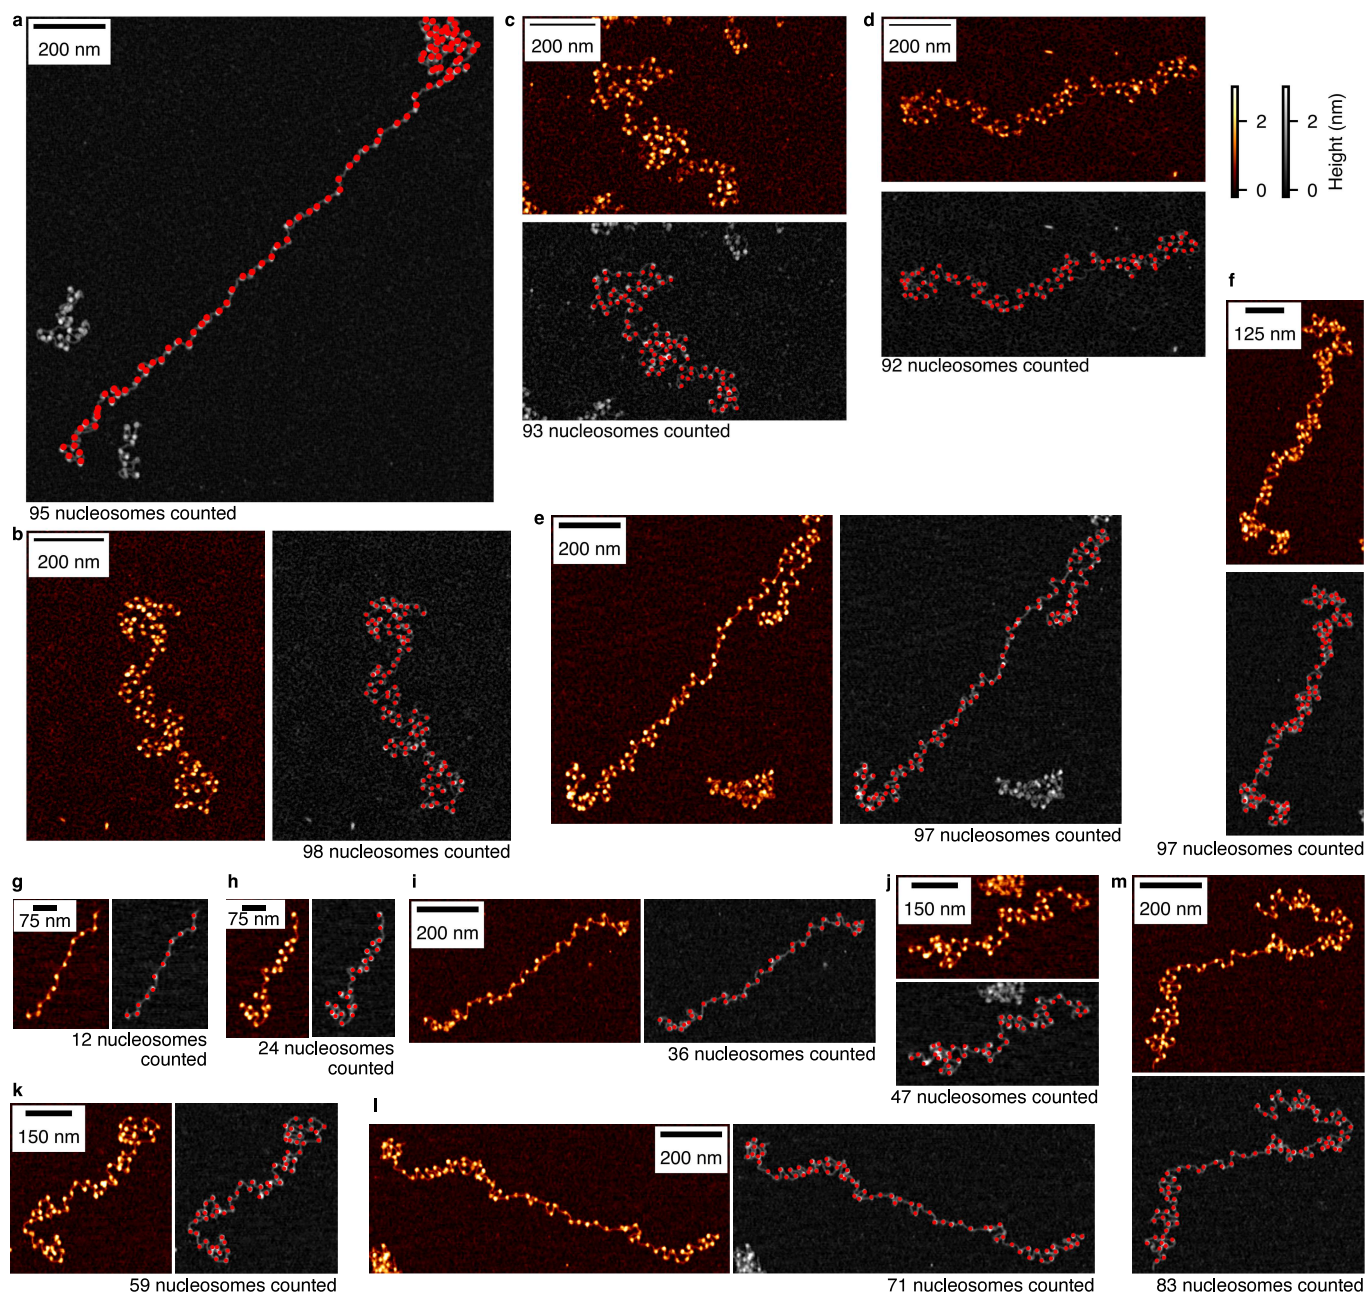 a
200 nm
95 nucleosomes counted
b
200 nm
98 nucleosomes counted
c
200 nm
93 nucleosomes counted
d
200 nm
92 nucleosomes counted
2
0
2
0
Height (nm)
e
200 nm
97 nucleosomes counted
f
125 nm
97 nucleosomes counted
g
75 nm
12 nucleosomes
counted
h
75 nm
24 nucleosomes
counted
i
200 nm
36 nucleosomes counted
j
150 nm
47 nucleosomes counted
k
150 nm
59 nucleosomes counted
l
200 nm
71 nucleosomes counted
m
200 nm
83 nucleosomes counted